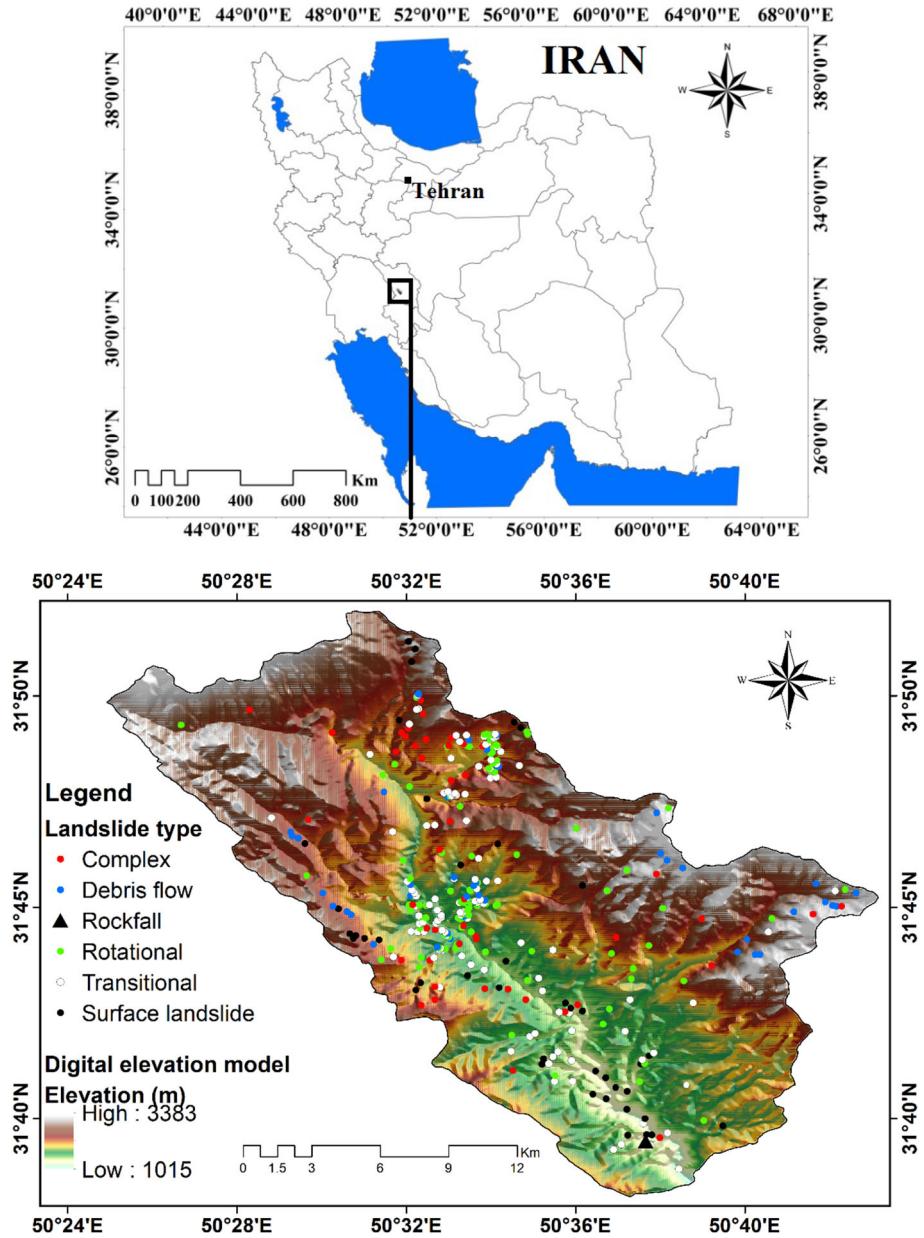 40°0'0"E 44°0'0"E 48°0'0"E 52°0'0"E 56°0'0"E 60°0'0"E 64°0'0"E 68°0'0"E
IRAN
N
W E
S
38°0'0"N 38°0'0"N
Tehran
34°0'0"N 34°0'0"N
30°0'0"N 30°0'0"N
26°0'0"N 26°0'0"N
Km
0 100 200 400 600 800
44°0'0"E 48°0'0"E 52°0'0"E 56°0'0"E 60°0'0"E 64°0'0"E
50°24'E 50°28'E 50°32'E 50°36'E 50°40'E
N
W E
S
31°50'N 31°50'N
Legend
Landslide type
Complex
Debris flow
Rockfall
Rotational
Transitional
Surface landslide
31°45'N 31°45'N
Digital elevation model
Elevation (m)
High : 3383
Low : 1015
31°40'N 31°40'N
Km
0 1.5 3 6 9 12
50°24'E 50°28'E 50°32'E 50°36'E 50°40'E